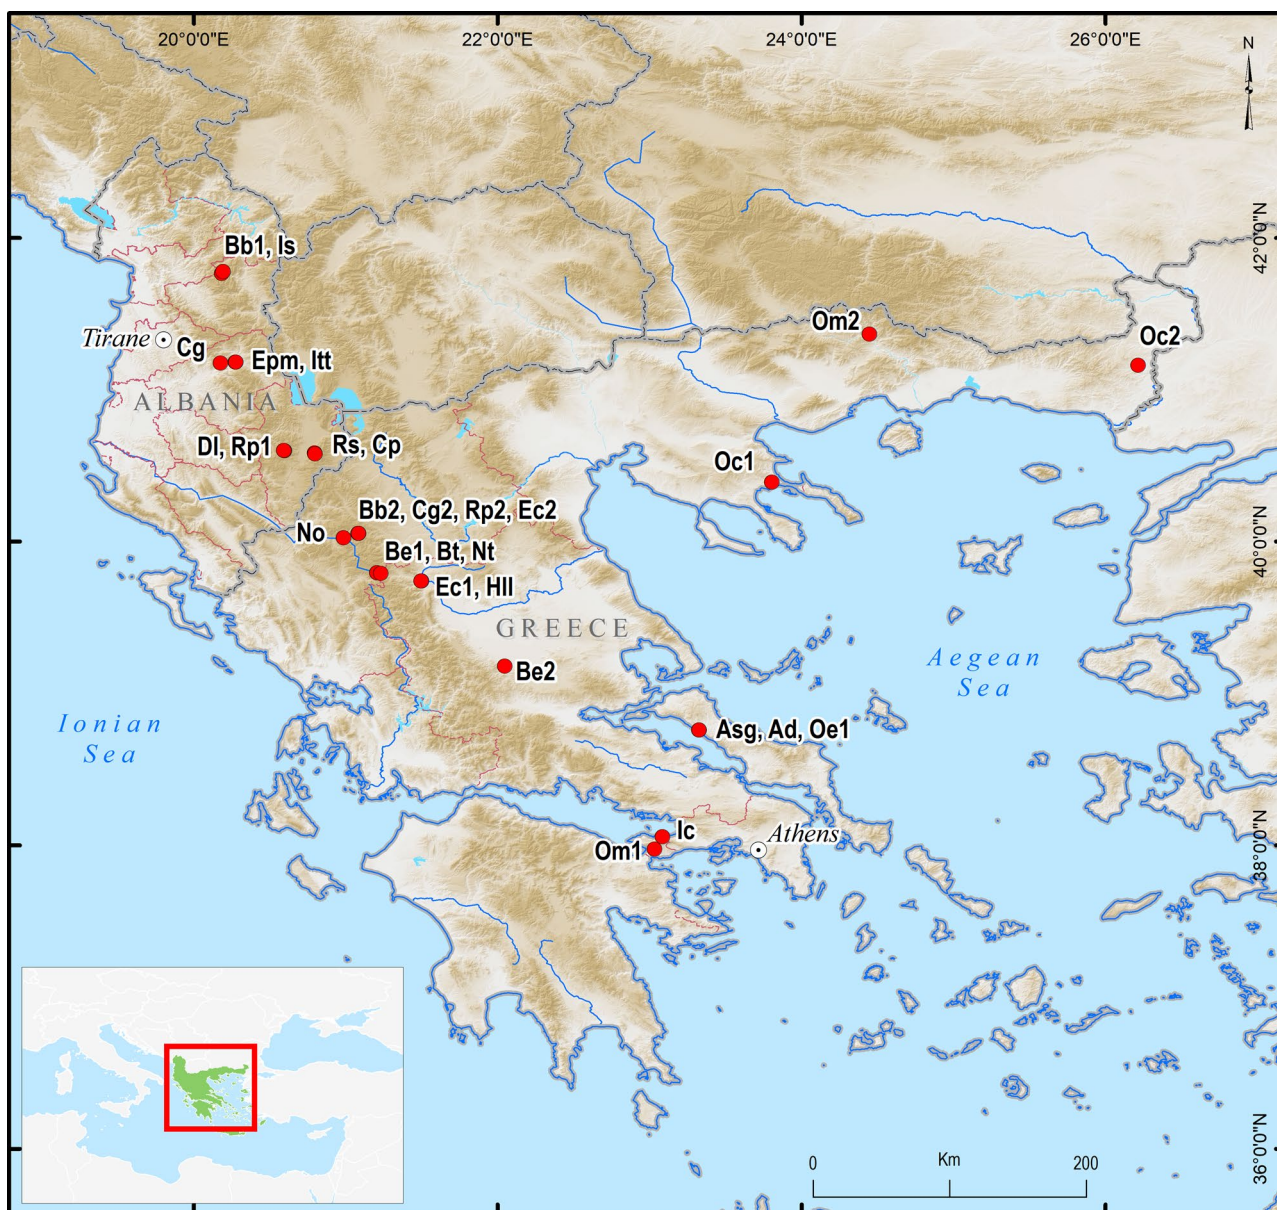 20°0'0"E
22°0'0"E
24°0'0"E
26°0'0"E
N
42°0'0"N
Bb1, Is
Om2
Tirane
Cg
Oc2
Epm, Itt
ALBANIA
Dl, Rp1
Rs, Cp
Oc1
Bb2, Cg2, Rp2, Ec2
No
40°0'0"N
Be1, Bt, Nt
Ec1, Hll
GREECE
Be2
Aegean
Sea
Ionian
Sea
Asg, Ad, Oe1
Ic
Athens
Om1
38°0'0"N
36°0'0"N
0
Km
200